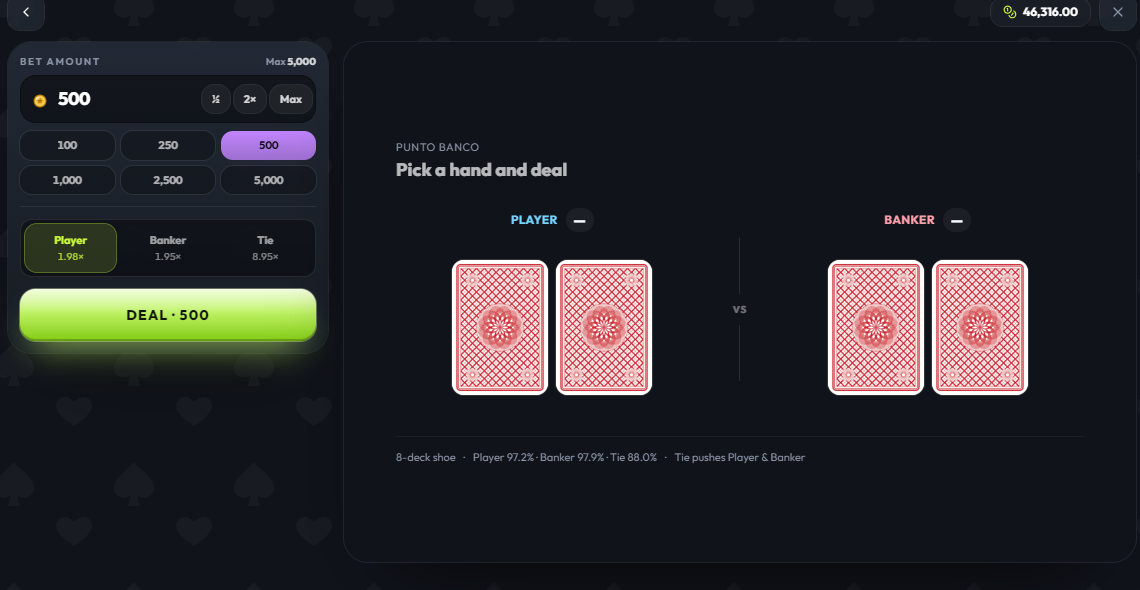 46,316.00
BET AMOUNT Max 5,000
500 ½ 2× Max
100 250 500
1,000 2,500 5,000
Player Banker Tie
1.98× 1.95× 8.95×
DEAL · 500
PUNTO BANCO
Pick a hand and deal
PLAYER – BANKER –
VS
8-deck shoe · Player 97.2% · Banker 97.9% · Tie 88.0% · Tie pushes Player & Banker